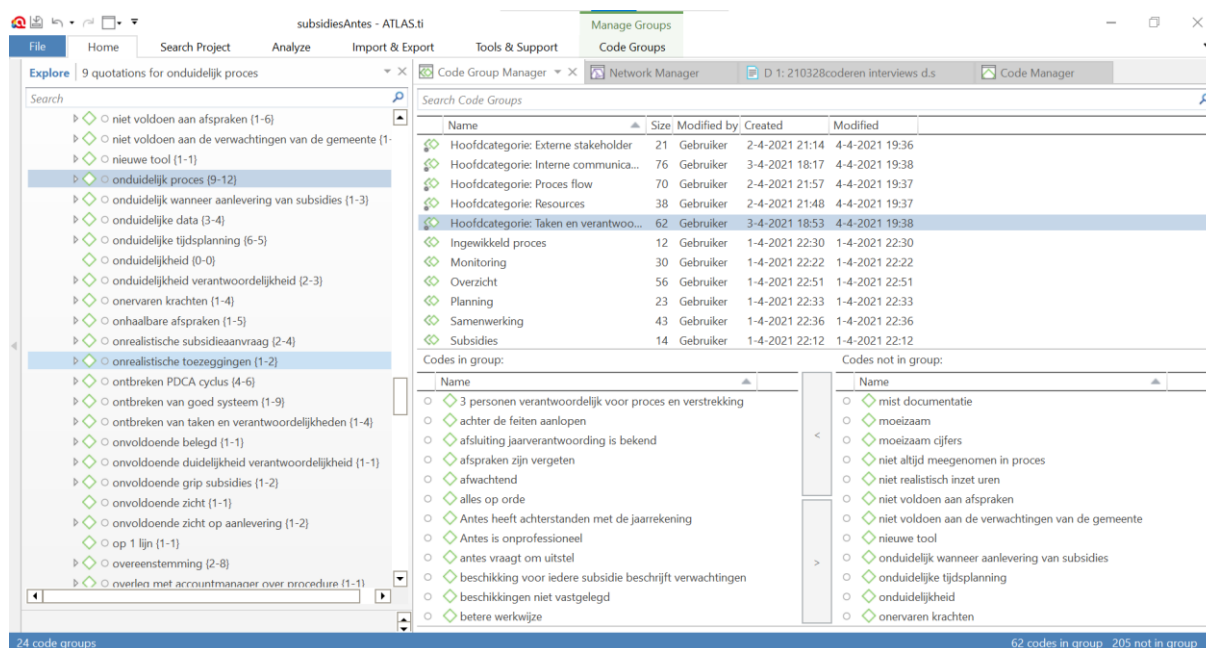 subsidiesAntes - ATLAS.ti
Manage Groups
File Home Search Project Analyze Import & Export Tools & Support Code Groups
Explore 9 quotations for onduidelijk proces
Search
niet voldoen aan afspraken {1-6}
niet voldoen aan de verwachtingen van de gemeente {1-
nieuwe tool {1-1}
onduidelijk proces {9-12}
onduidelijk wanneer aanlevering van subsidies {1-3}
onduidelijke data {3-4}
onduidelijke tijdsplanning {6-5}
onduidelijkheid {0-0}
onduidelijkheid verantwoordelijkheid {2-3}
onervaren krachten {1-4}
onhaalbare afspraken {1-5}
onrealistische subsidieaanvraag {2-4}
onrealistische toezeggingen {1-2}
ontbreken PDCA cyclus {4-6}
ontbreken van goed systeem {1-9}
ontbreken van taken en verantwoordelijkheden {1-4}
onvoldoende belegd {1-1}
onvoldoende duidelijkheid verantwoordelijkheid {1-1}
onvoldoende grip subsidies {1-2}
onvoldoende zicht {1-1}
onvoldoende zicht op aanlevering {1-2}
op 1 lijn {1-1}
overeenstemming {2-8}
overleg met accountmanager over procedure {1-1}
Code Group Manager Network Manager D 1: 210328coderen interviews d.s Code Manager
Search Code Groups
Name Size Modified by Created Modified
Hoofdcategorie: Externe stakeholder 21 Gebruiker 2-4-2021 21:14 4-4-2021 19:36
Hoofdcategorie: Interne communica... 76 Gebruiker 3-4-2021 18:17 4-4-2021 19:38
Hoofdcategorie: Proces flow 70 Gebruiker 2-4-2021 21:57 4-4-2021 19:37
Hoofdcategorie: Resources 38 Gebruiker 2-4-2021 21:48 4-4-2021 19:37
Hoofdcategorie: Taken en verantwoo... 62 Gebruiker 3-4-2021 18:53 4-4-2021 19:38
Ingewikkeld proces 12 Gebruiker 1-4-2021 22:30 1-4-2021 22:30
Monitoring 30 Gebruiker 1-4-2021 22:22 1-4-2021 22:22
Overzicht 56 Gebruiker 1-4-2021 22:51 1-4-2021 22:51
Planning 23 Gebruiker 1-4-2021 22:33 1-4-2021 22:33
Samenwerking 43 Gebruiker 1-4-2021 22:36 1-4-2021 22:36
Subsidies 14 Gebruiker 1-4-2021 22:12 1-4-2021 22:12
Codes in group:
Name
3 personen verantwoordelijk voor proces en verstrekking
achter de feiten aanlopen
afsluiting jaarverantwoording is bekend
afspraken zijn vergeten
afwachtend
alles op orde
Antes heeft achterstanden met de jaarrekening
Antes is onprofessioneel
antes vraagt om uitstel
beschikking voor iedere subsidie beschrijft verwachtingen
beschikkingen niet vastgelegd
betere werkwijze
<
>
Codes not in group:
Name
mist documentatie
moeizaam
moeizaam cijfers
niet altijd meegenomen in proces
niet realistisch inzet uren
niet voldoen aan afspraken
niet voldoen aan de verwachtingen van de gemeente
nieuwe tool
onduidelijk wanneer aanlevering van subsidies
onduidelijke tijdsplanning
onduidelijkheid
onervaren krachten
24 code groups
62 codes in group 205 not in group